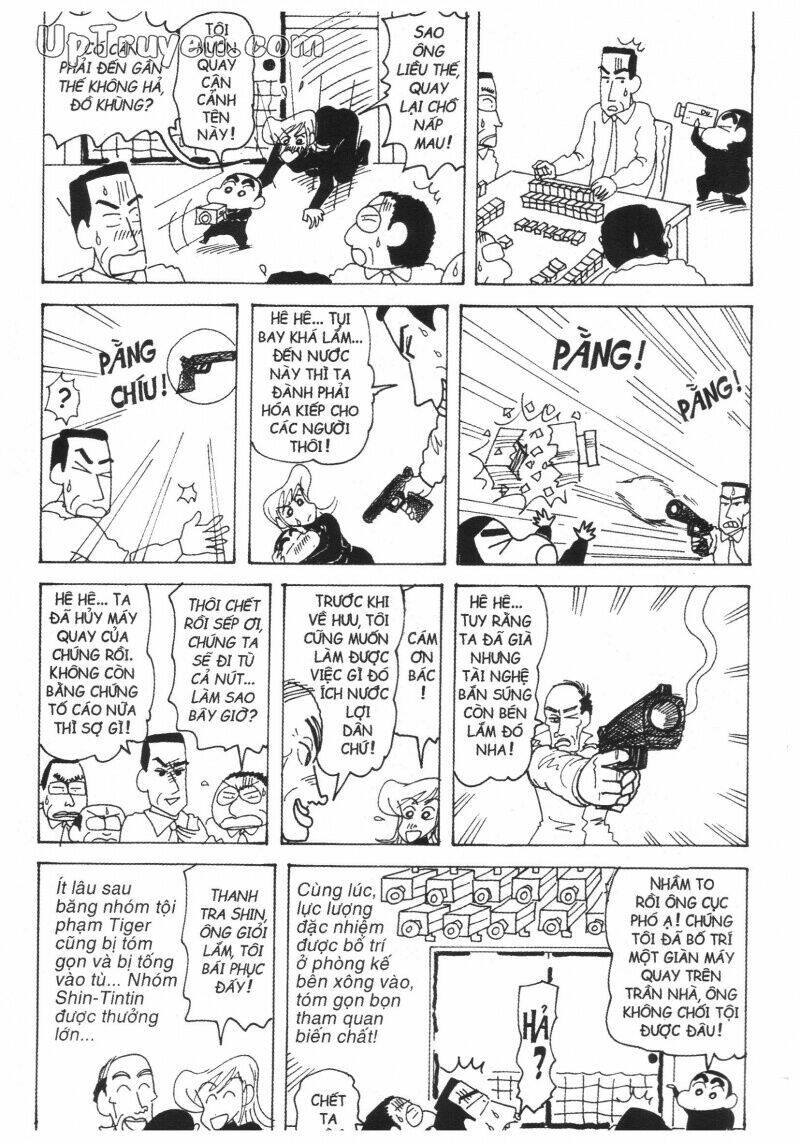 UpTruyen.com
SAO
ÔNG
LIỀU THẾ,
QUAY
LẠI CHỖ
NẤP
MAU!
TÔI
MUỐN
QUAY
CẬN
CẢNH
TÊN
NÀY!
CÓ CẦN
PHẢI ĐẾN GẦN
THẾ KHÔNG HẢ,
ĐỒ KHÙNG?
PẰNG!
PẰNG!
HÊ HÊ... TỤI
BAY KHÁ LẮM...
ĐẾN NƯỚC
NÀY THÌ TA
ĐÀNH PHẢI
HÓA KIẾP CHO
CÁC NGƯỜI
THÔI!
PẰNG
CHÍU!
?
HÊ HÊ...
TUY RẰNG
TA ĐÃ GIÀ
NHƯNG
TÀI NGHỆ
BẮN SÚNG
CÒN BÉN
LẮM ĐÓ
NHA!
CÁM
ƠN
BÁC
!
TRƯỚC KHI
VỀ HƯU, TÔI
CŨNG MUỐN
LÀM ĐƯỢC
VIỆC GÌ ĐÓ
ÍCH NƯỚC
LỢI
DÂN
CHỨ!
THÔI CHẾT
RỒI SẾP ƠI,
CHÚNG TA
SẼ ĐI TÙ
CẢ NÚT...
LÀM SAO
BÂY GIỜ?
HÊ HÊ... TA
ĐÃ HỦY MÁY
QUAY CỦA
CHÚNG RỒI.
KHÔNG CÒN
BẰNG CHỨNG
TỐ CÁO NỮA
THÌ SỢ GÌ!
NHẦM TO
RỒI ÔNG CỤC
PHÓ Ạ! CHÚNG
TÔI ĐÃ BỐ TRÍ
MỘT GIÀN MÁY
QUAY TRÊN
TRẦN NHÀ, ÔNG
KHÔNG CHỐI TỘI
ĐƯỢC ĐÂU!
HẢ
?
Cùng lúc,
lực lượng
đặc nhiệm
được bố trí
ở phòng kế
bên xông vào,
tóm gọn bọn
tham quan
biến chất!
CHẾT
TA
THANH
TRA SHIN,
ÔNG GIỎI
LẮM, TÔI
BÁI PHỤC
ĐẤY!
Ít lâu sau
băng nhóm tội
phạm Tiger
cũng bị tóm
gọn và bị tống
vào tù... Nhóm
Shin-Tintin
được thưởng
lớn...